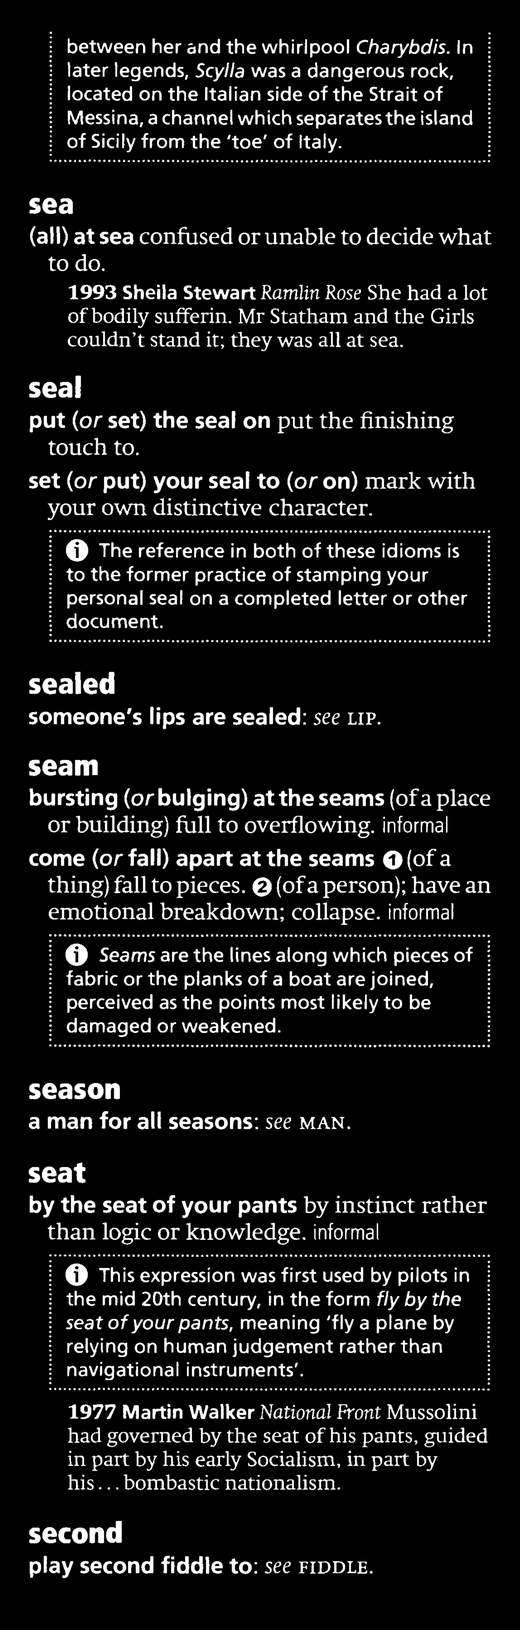 between her and the whirlpool Charybdis. In
later legends, Scylla was a dangerous rock,
located on the Italian side of the Strait of
Messina, a channel which separates the island
of Sicily from the ‘toe’ of Italy.
sea
(all) at sea confused or unable to decide what
to do.
1993 Sheila Stewart Ramlin Rose She had a lot
of bodily sufferin. Mr Statham and the Girls
couldn't stand it; they was all at sea.
seal
put (or set) the seal on put the finishing
touch to.
set (or put) your seal to (or on) mark with
your own distinctive character.
ⓘ The reference in both of these idioms is
to the former practice of stamping your
personal seal on a completed letter or other
document.
sealed
someone's lips are sealed: see LIP.
seam
bursting (or bulging) at the seams (of a place
or building) full to overflowing. informal
come (or fall) apart at the seams ❶ (of a
thing) fall to pieces. ❷ (of a person); have an
emotional breakdown; collapse. informal
ⓘ Seams are the lines along which pieces of
fabric or the planks of a boat are joined,
perceived as the points most likely to be
damaged or weakened.
season
a man for all seasons: see MAN.
seat
by the seat of your pants by instinct rather
than logic or knowledge. informal
ⓘ This expression was first used by pilots in
the mid 20th century, in the form fly by the
seat of your pants, meaning ‘fly a plane by
relying on human judgement rather than
navigational instruments’.
1977 Martin Walker National Front Mussolini
had governed by the seat of his pants, guided
in part by his early Socialism, in part by
his... bombastic nationalism.
second
play second fiddle to: see FIDDLE.